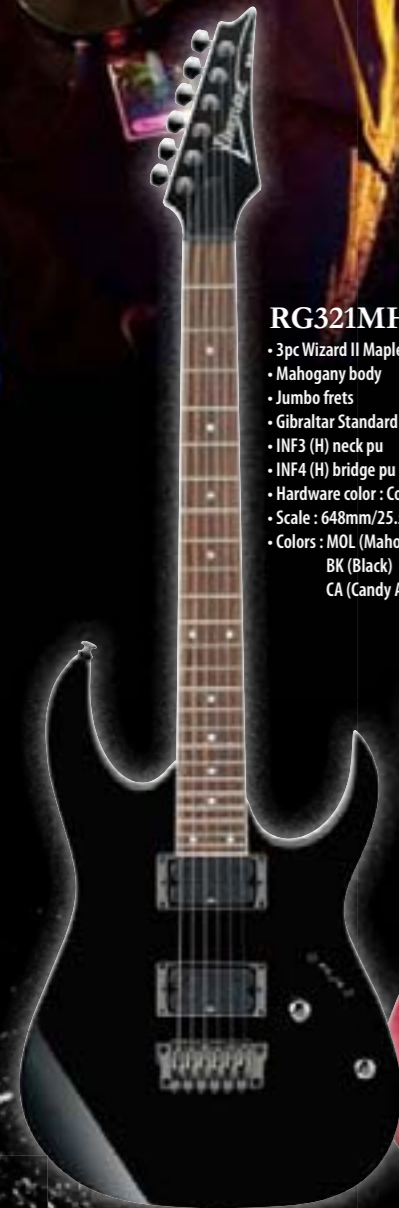 Ibanez
RG321MH
• 3pc Wizard II Maple
• Mahogany body
• Jumbo frets
• Gibraltar Standard
• INF3 (H) neck pu
• INF4 (H) bridge pu
• Hardware color : Co
• Scale : 648mm/25.
• Colors : MOL (Maho
BK (Black)
CA (Candy A